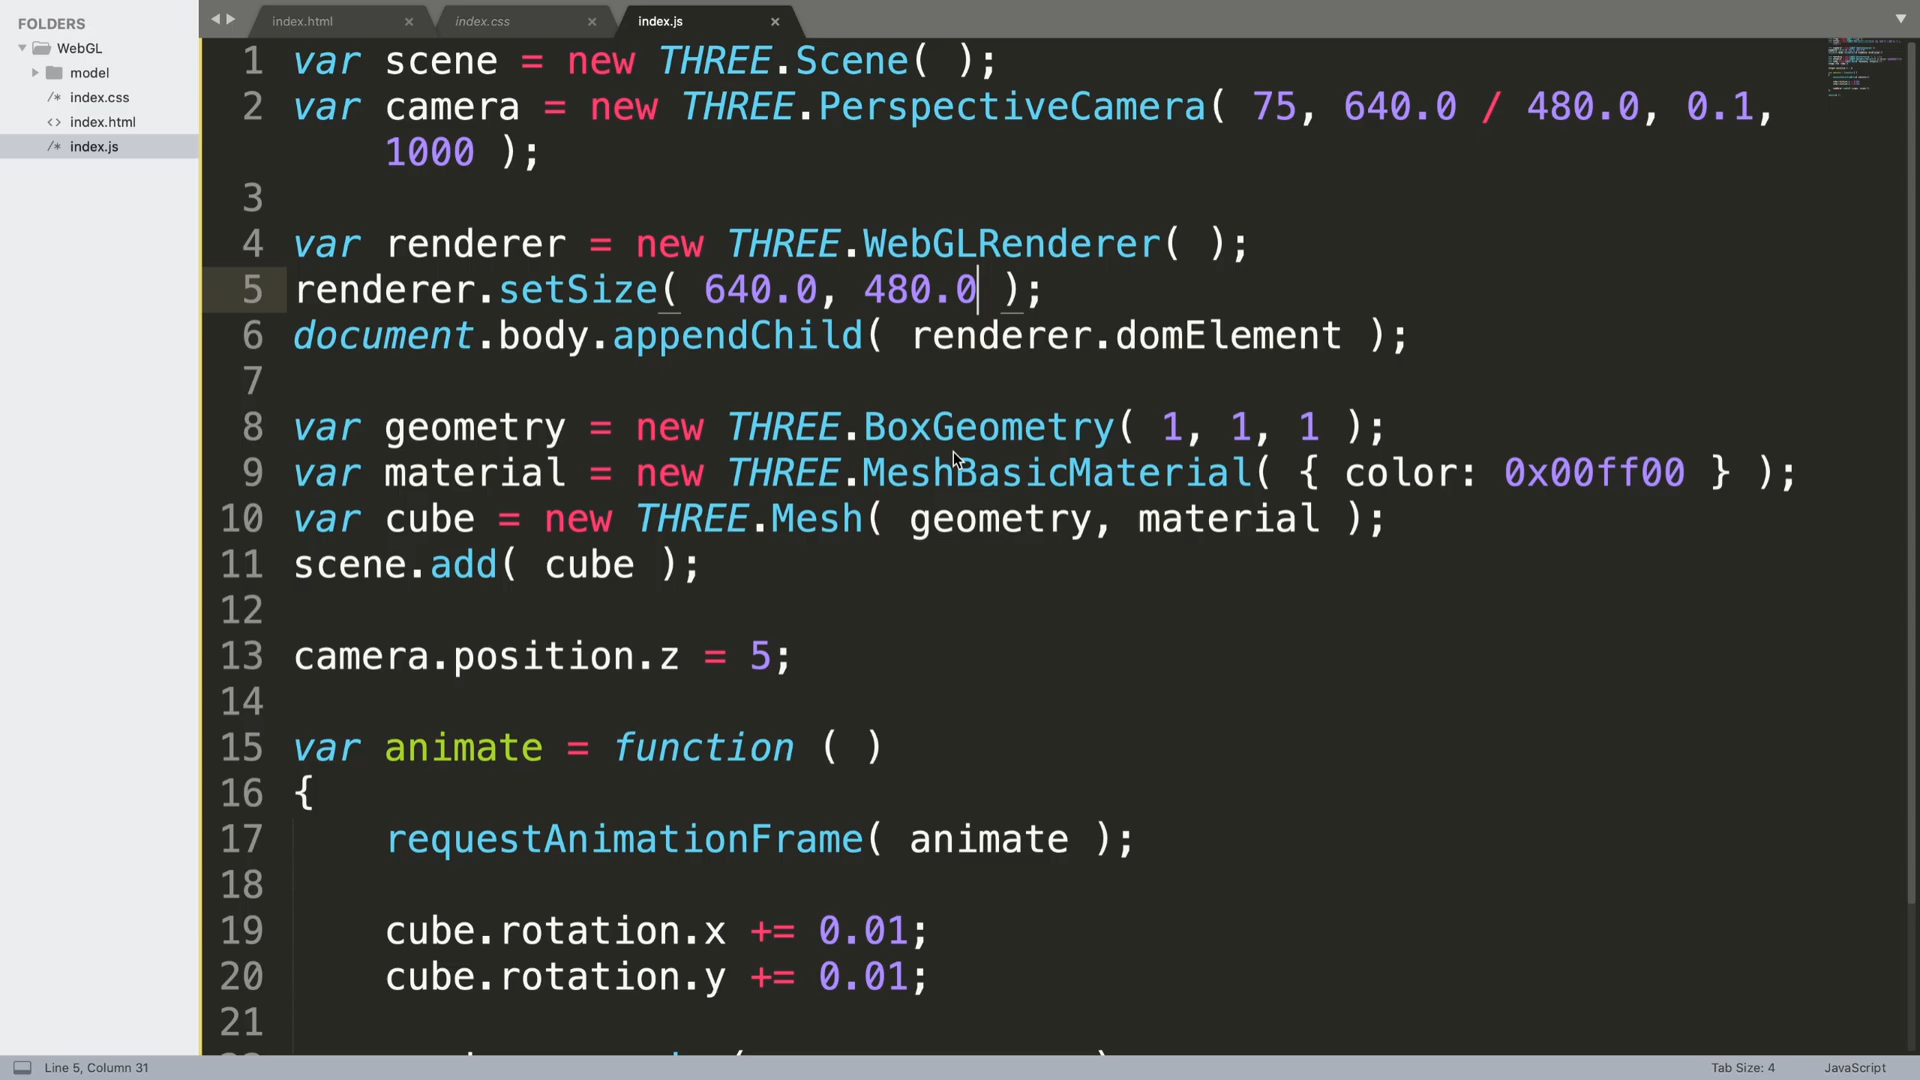 FOLDERS
WebGL
model
index.css
index.html
index.js
index.html
index.css
index.js
1 var scene = new THREE.Scene( );
2 var camera = new THREE.PerspectiveCamera( 75, 640.0 / 480.0, 0.1,
1000 );
3
4 var renderer = new THREE.WebGLRenderer( );
5 renderer.setSize( 640.0, 480.0 );
6 document.body.appendChild( renderer.domElement );
7
8 var geometry = new THREE.BoxGeometry( 1, 1, 1 );
9 var material = new THREE.MeshBasicMaterial( { color: 0x00ff00 } );
10 var cube = new THREE.Mesh( geometry, material );
11 scene.add( cube );
12
13 camera.position.z = 5;
14
15 var animate = function ( )
16 {
17 requestAnimationFrame( animate );
18
19 cube.rotation.x += 0.01;
20 cube.rotation.y += 0.01;
21
Line 5, Column 31
Tab Size: 4
JavaScript